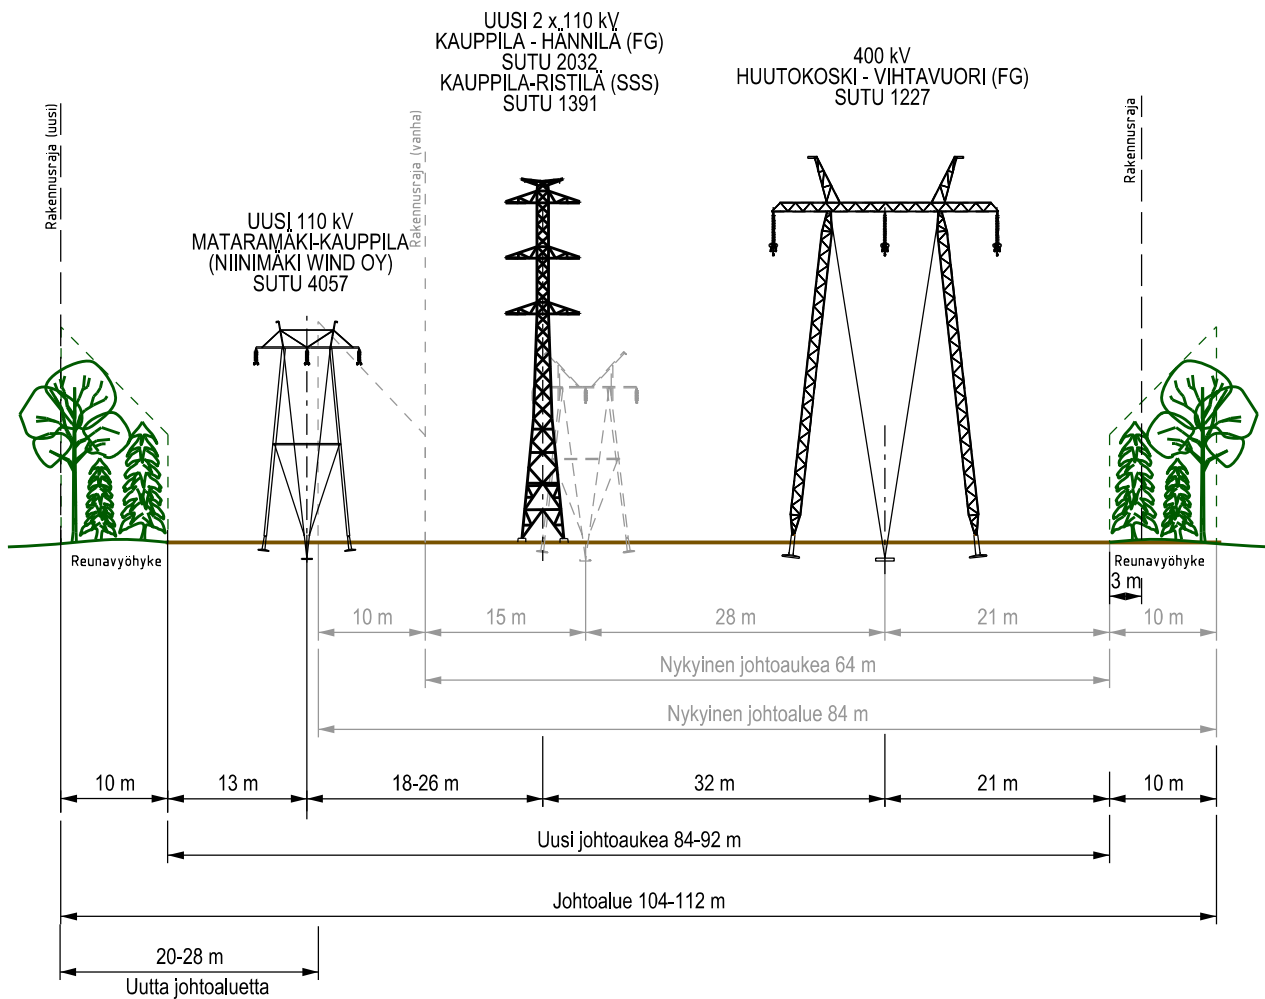 UUSI 2 x 110 kV
KAUPPILA - HÄNNILÄ (FG)
SUTU 2032
KAUPPILA-RISTILÄ (SSS)
SUTU 1391
400 kV
HUUTOKOSKI - VIHTAVUORI (FG)
SUTU 1227
Rakennusraja (uusi)
Rakennusraja (vanha)
Rakennusraja
UUSI 110 kV
MATARAMÄKI-KAUPPILA
(NIINIMÄKI WIND OY)
SUTU 4057
Reunavyöhyke
Reunavyöhyke
3 m
10 m
15 m
28 m
21 m
10 m
Nykyinen johtoaukea 64 m
Nykyinen johtoalue 84 m
10 m
13 m
18-26 m
32 m
21 m
10 m
Uusi johtoaukea 84-92 m
Johtoalue 104-112 m
20-28 m
Uutta johtoaluetta